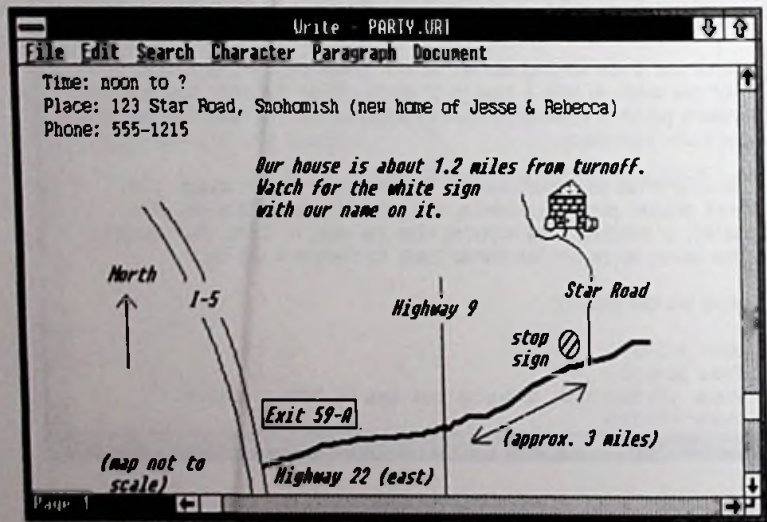 Write - PARTY.WRI
File Edit Search Character Paragraph Document
Time: noon to ?
Place: 123 Star Road, Snohomish (new home of Jesse & Rebecca)
Phone: 555-1215
Our house is about 1.2 miles from turnoff.
Watch for the white sign
with our name on it.
North
I-5
Highway 9
Star Road
stop
sign
Exit 59-A
(approx. 3 miles)
(map not to
scale)
Highway 22 (east)
Page 1